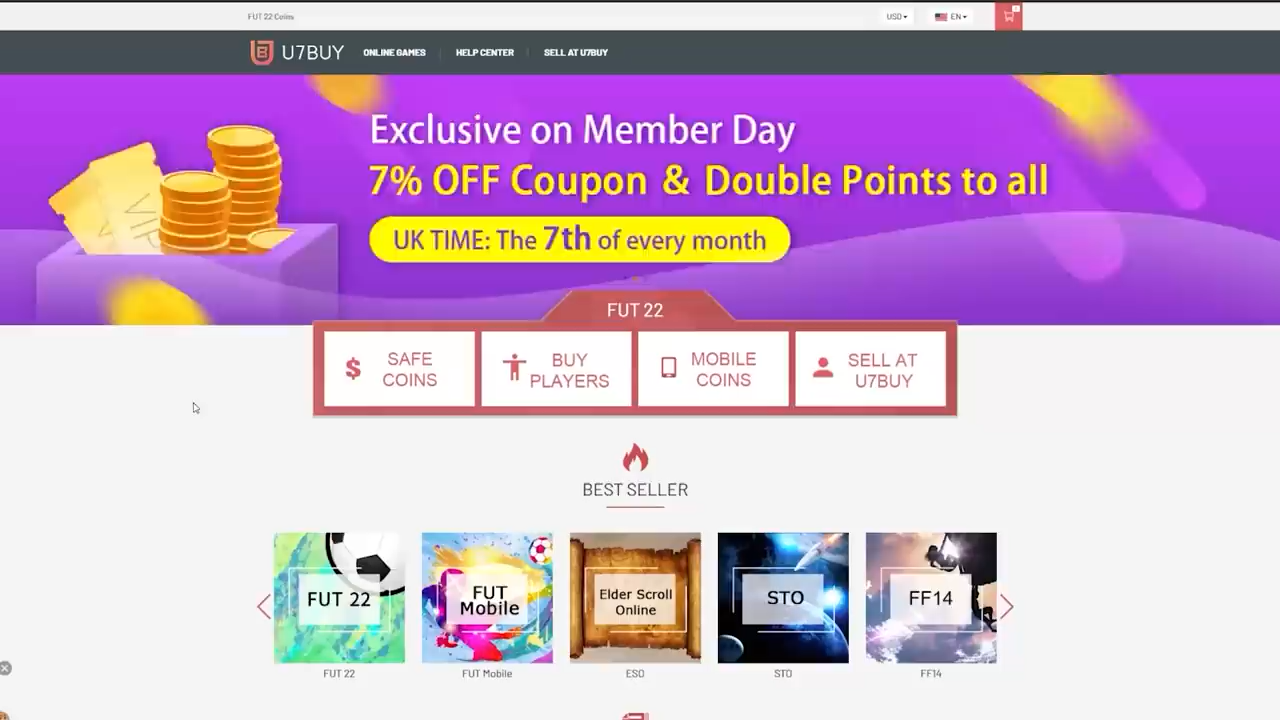 FUT 22 Coins
USD
EN
U7BUY
ONLINE GAMES
HELP CENTER
SELL AT U7BUY
Exclusive on Member Day
7% OFF Coupon & Double Points to all
UK TIME: The 7th of every month
FUT 22
SAFE
COINS
BUY
PLAYERS
MOBILE
COINS
SELL AT
U7BUY
BEST SELLER
FUT 22
FUT
Mobile
Elder Scroll
Online
STO
FF14
FUT 22
FUT Mobile
ESO
STO
FF14